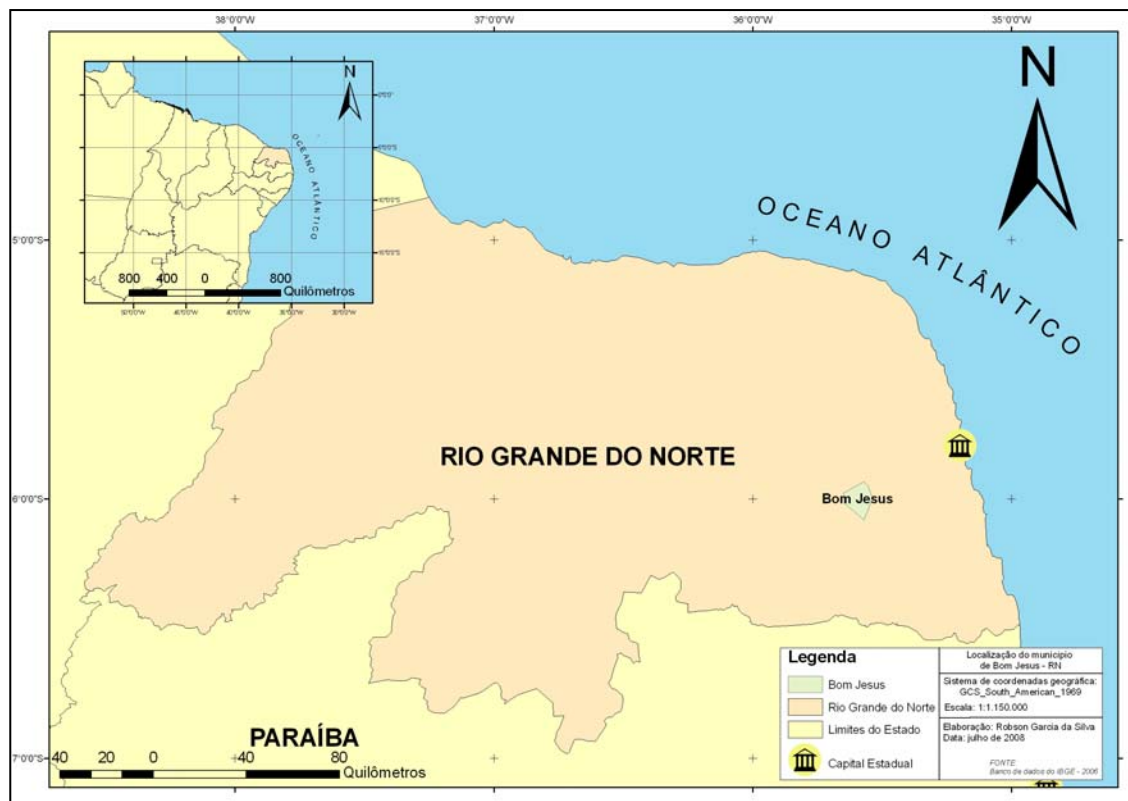 38°0'0"W 37°0'0"W 36°0'0"W 35°0'0"W
N
N
OCEANO ATLÂNTICO
800 400 0 800
Quilômetros
OCEANO ATLÂNTICO
5°0'0"S
RIO GRANDE DO NORTE
Bom Jesus
6°0'0"S
7°0'0"S
PARAÍBA
40 20 0 40 80
Quilômetros
Legenda
Bom Jesus
Rio Grande do Norte
Limites do Estado
Capital Estadual
Localização do municipio
de Bom Jesus - RN
Sistema de coordenadas geográfica:
GCS_South_American_1969
Escala: 1:1.150.000
Elaboração: Robson Garcia da Silva
Data: julho de 2008
FONTE:
Banco de dados do IBGE - 2006